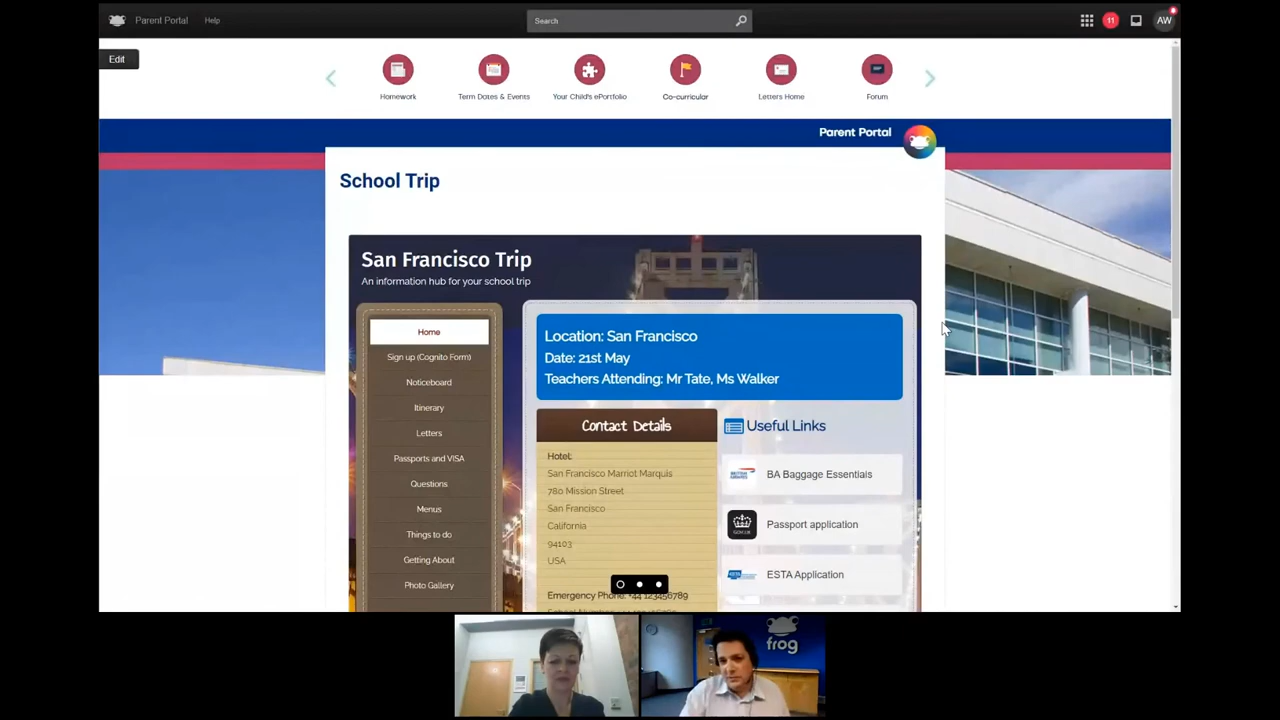 Parent Portal
Help
Search
11
AW
Edit
Homework
Term Dates & Events
Your Child's ePortfolio
Co-curricular
Letters Home
Forum
Parent Portal
School Trip
San Francisco Trip
An information hub for your school trip
Home
Sign up (Cognito Form)
Noticeboard
Itinerary
Letters
Passports and VISA
Questions
Menus
Things to do
Getting About
Photo Gallery
Location: San Francisco
Date: 21st May
Teachers Attending: Mr Tate, Ms Walker
Contact Details
Hotel:
San Francisco Marriot Marquis
780 Mission Street
San Francisco
California
94103
USA
Emergency Phone: +44 123456789
Useful Links
BA Baggage Essentials
GOV.UK
Passport application
ESTA
ESTA Application
frog